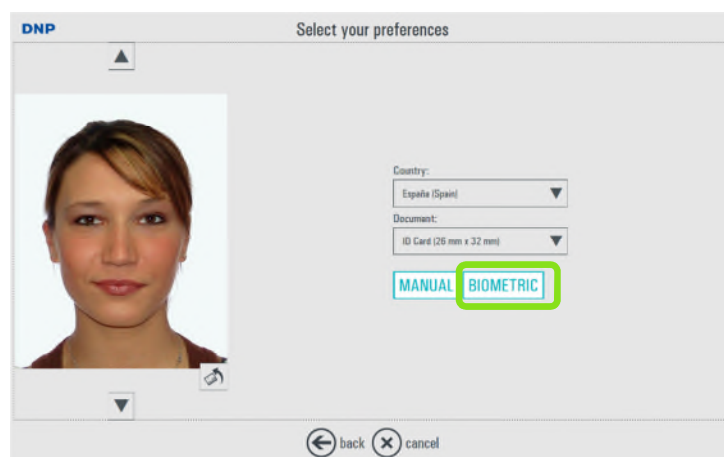 DNP
Select your preferences
Country:
España (Spain)
Document:
ID Card (26 mm x 32 mm)
MANUAL BIOMETRIC
back cancel